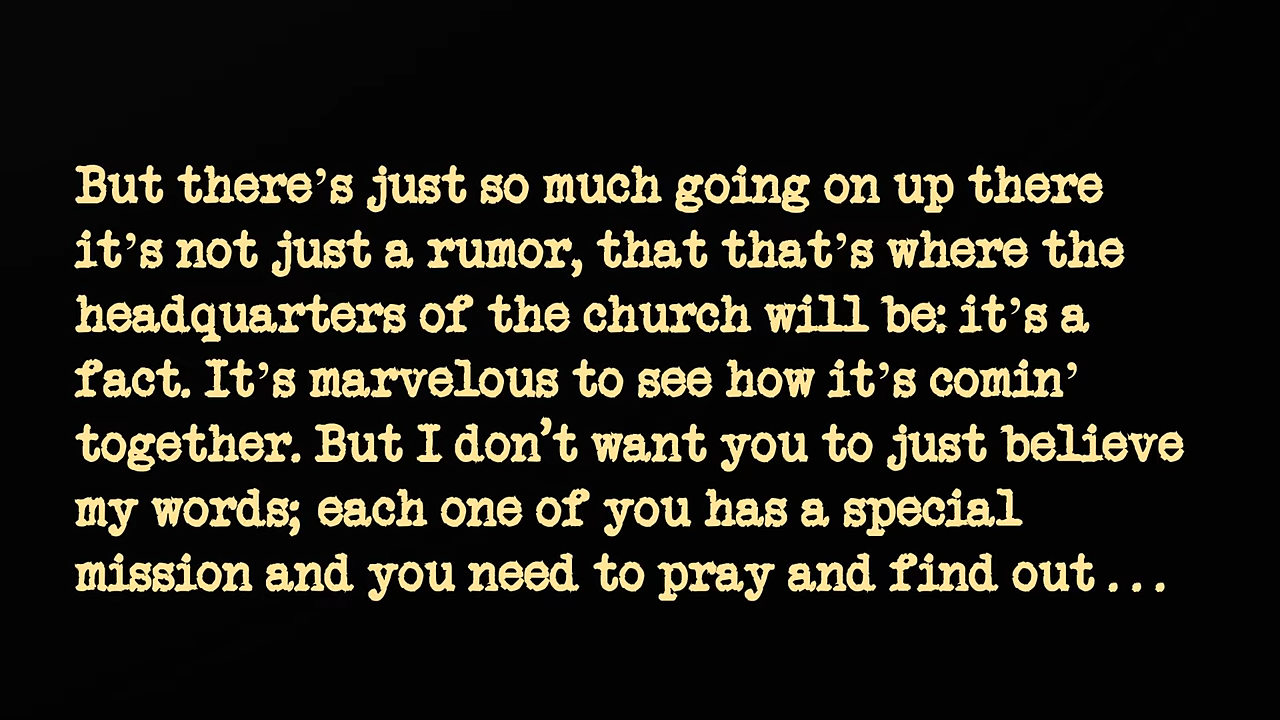 But there’s just so much going on up there
it’s not just a rumor, that that’s where the
headquarters of the church will be: it’s a
fact. It’s marvelous to see how it’s comin’
together. But I don’t want you to just believe
my words; each one of you has a special
mission and you need to pray and find out . . .